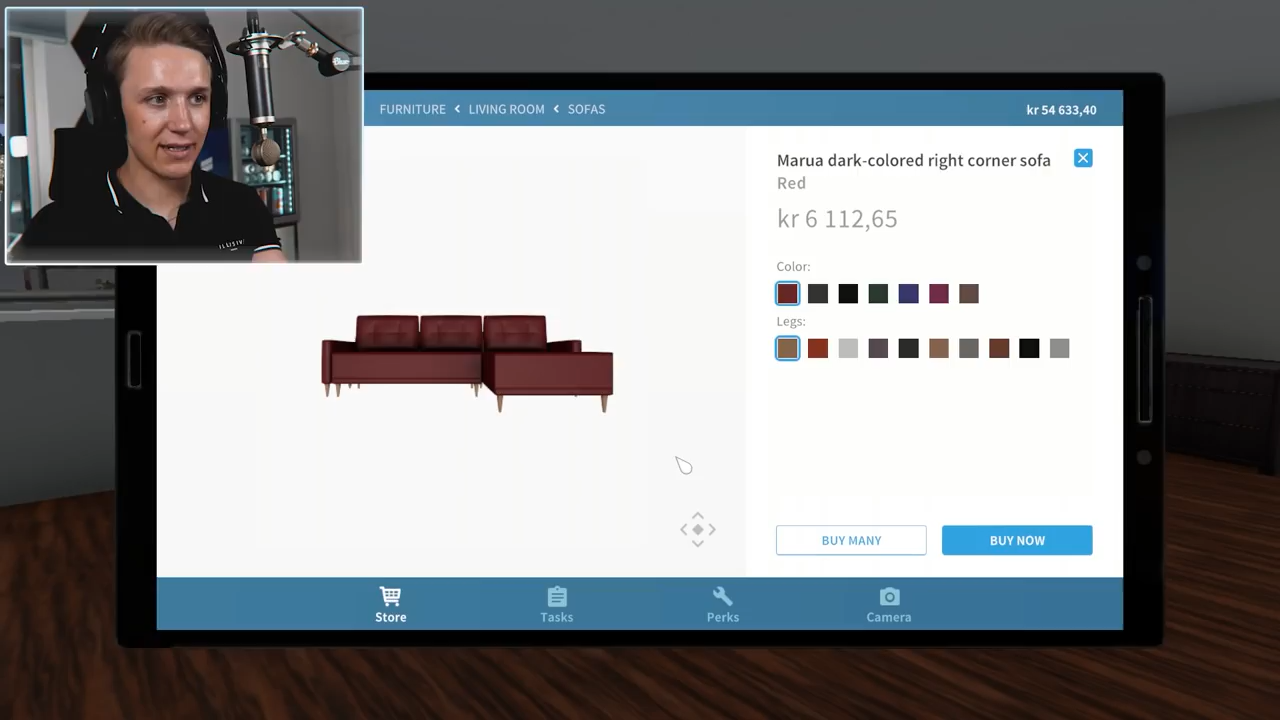 FURNITURE < LIVING ROOM < SOFAS
kr 54 633,40
Marua dark-colored right corner sofa
Red
kr 6 112,65
Color:
Legs:
BUY MANY
BUY NOW
Store
Tasks
Perks
Camera